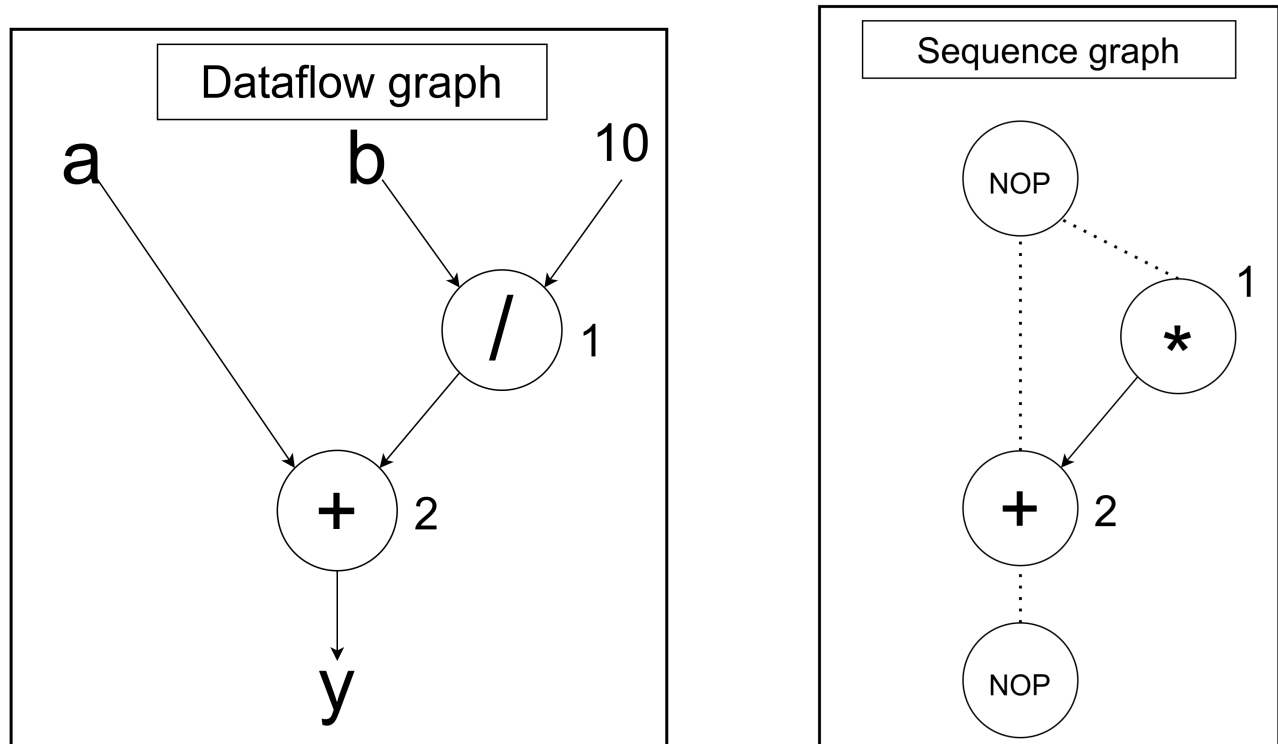 Dataflow graph
a
b
10
/
1
+
2
y
Sequence graph
NOP
1
*
+
2
NOP